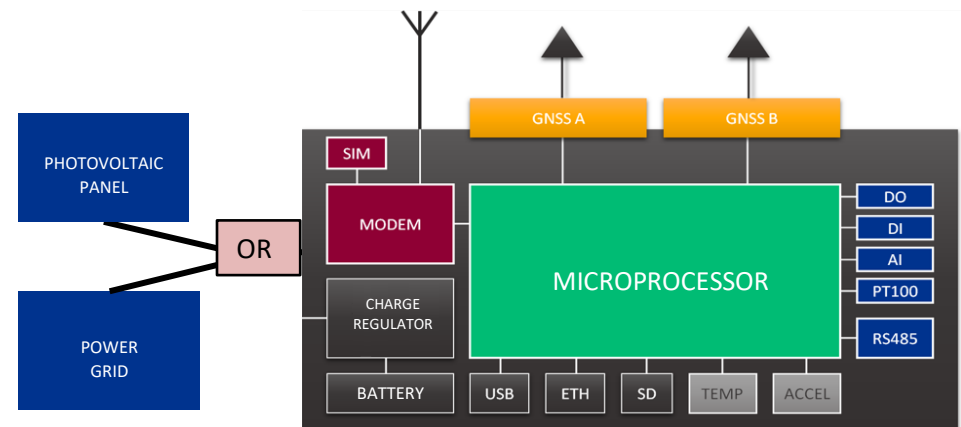 GNSS A
GNSS B
SIM
PHOTOVOLTAIC
PANEL
MODEM
DO
DI
OR
AI
MICROPROCESSOR
PT100
CHARGE
REGULATOR
RS485
POWER
GRID
BATTERY
USB
ETH
SD
TEMP
ACCEL